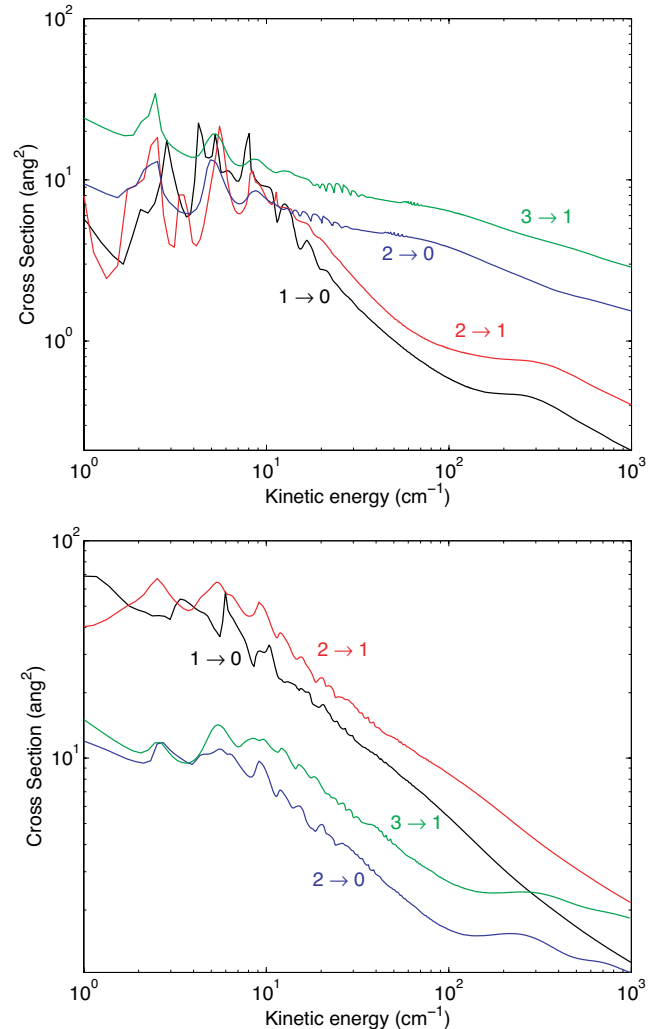 10²
10¹
10⁰
Cross Section (ang²)
3 → 1
2 → 0
2 → 1
1 → 0
10⁰ 10¹ 10² 10³
Kinetic energy (cm⁻¹)
10²
10¹
Cross Section (ang²)
2 → 1
1 → 0
3 → 1
2 → 0
10⁰ 10¹ 10² 10³
Kinetic energy (cm⁻¹)